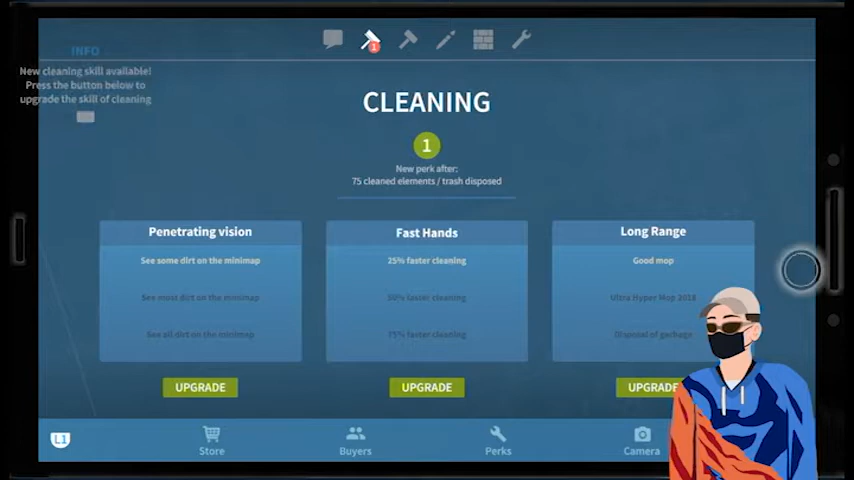 INFO
New cleaning skill available!
Press the button below to
upgrade the skill of cleaning
1
CLEANING
1
New perk after:
75 cleaned elements / trash disposed
Penetrating vision
See some dirt on the minimap
See most dirt on the minimap
See all dirt on the minimap
UPGRADE
Fast Hands
25% faster cleaning
50% faster cleaning
75% faster cleaning
UPGRADE
Long Range
Good mop
Ultra Hyper Mop 2018
Disposal of garbage
UPGRADE
L1
Store
Buyers
Perks
Camera